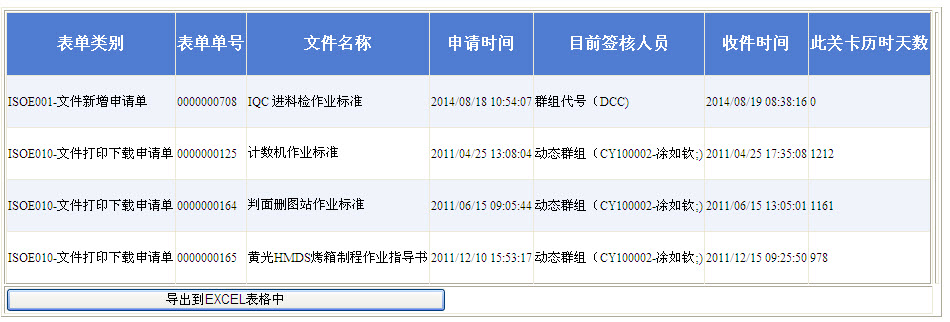 表单类别 表单单号 文件名称 申请时间 目前签核人员 收件时间 此关卡历时天数
ISOE001-文件新增申请单 0000000708 IQC 进料检作业标准 2014/08/18 10:54:07 群组代号（DCC) 2014/08/19 08:38:16 0
ISOE010-文件打印下载申请单 0000000125 计数机作业标准 2011/04/25 13:08:04 动态群组（CY100002-涂如钦;) 2011/04/25 17:35:08 1212
ISOE010-文件打印下载申请单 0000000164 判面删图站作业标准 2011/06/15 09:05:44 动态群组（CY100002-涂如钦;) 2011/06/15 13:05:01 1161
ISOE010-文件打印下载申请单 0000000165 黄光HMDS烤箱制程作业指导书 2011/12/10 15:53:17 动态群组（CY100002-涂如钦;) 2011/12/15 09:25:50 978
导出到EXCEL表格中